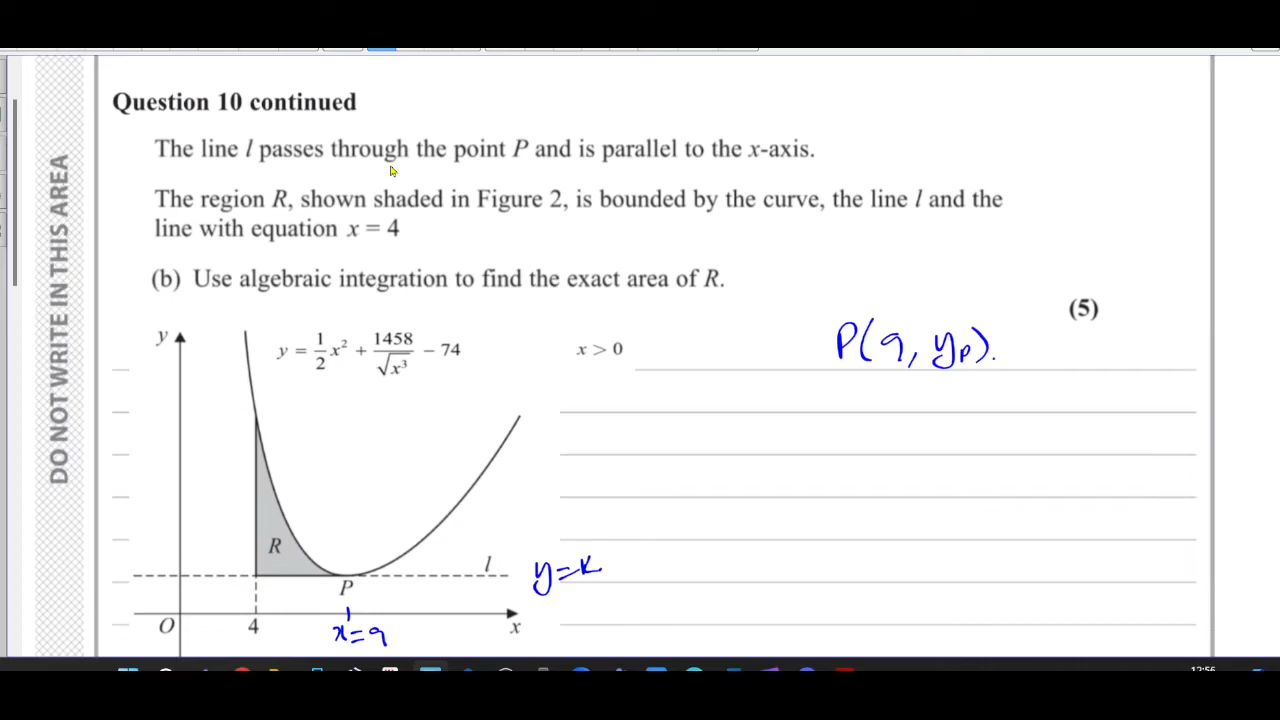 DO NOT WRITE IN THIS AREA
Question 10 continued
The line l passes through the point P and is parallel to the x-axis.
The region R, shown shaded in Figure 2, is bounded by the curve, the line l and the
line with equation x = 4
(b) Use algebraic integration to find the exact area of R.
(5)
y
y = 1/2 x² + 1458/√x³ − 74
x > 0
P(9, yₚ).
R
l
y=k
P
O
4
x=9
x
12:56